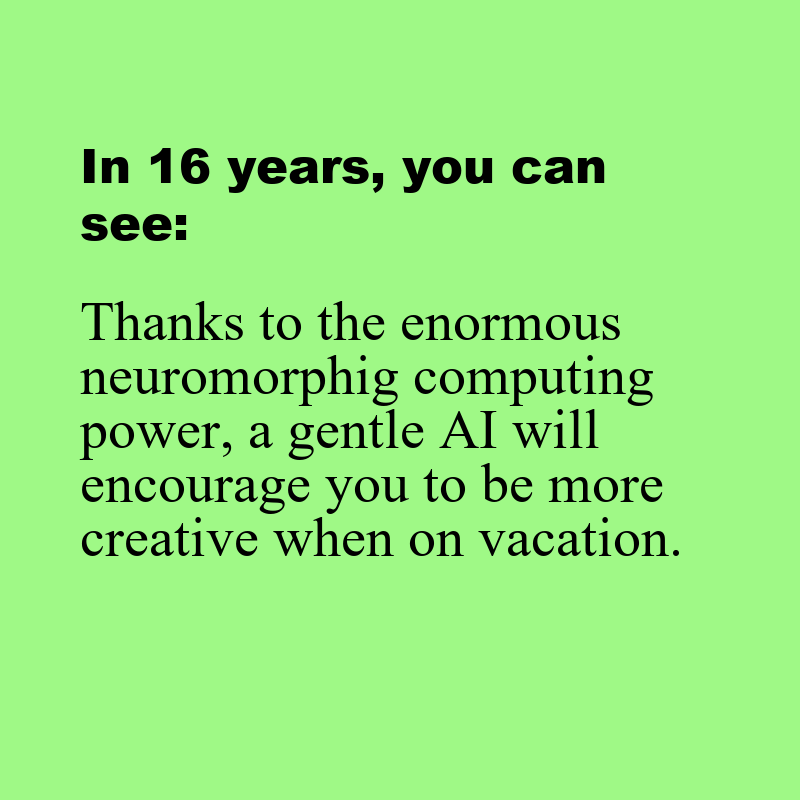 In 16 years, you can
see:
Thanks to the enormous
neuromorphig computing
power, a gentle AI will
encourage you to be more
creative when on vacation.